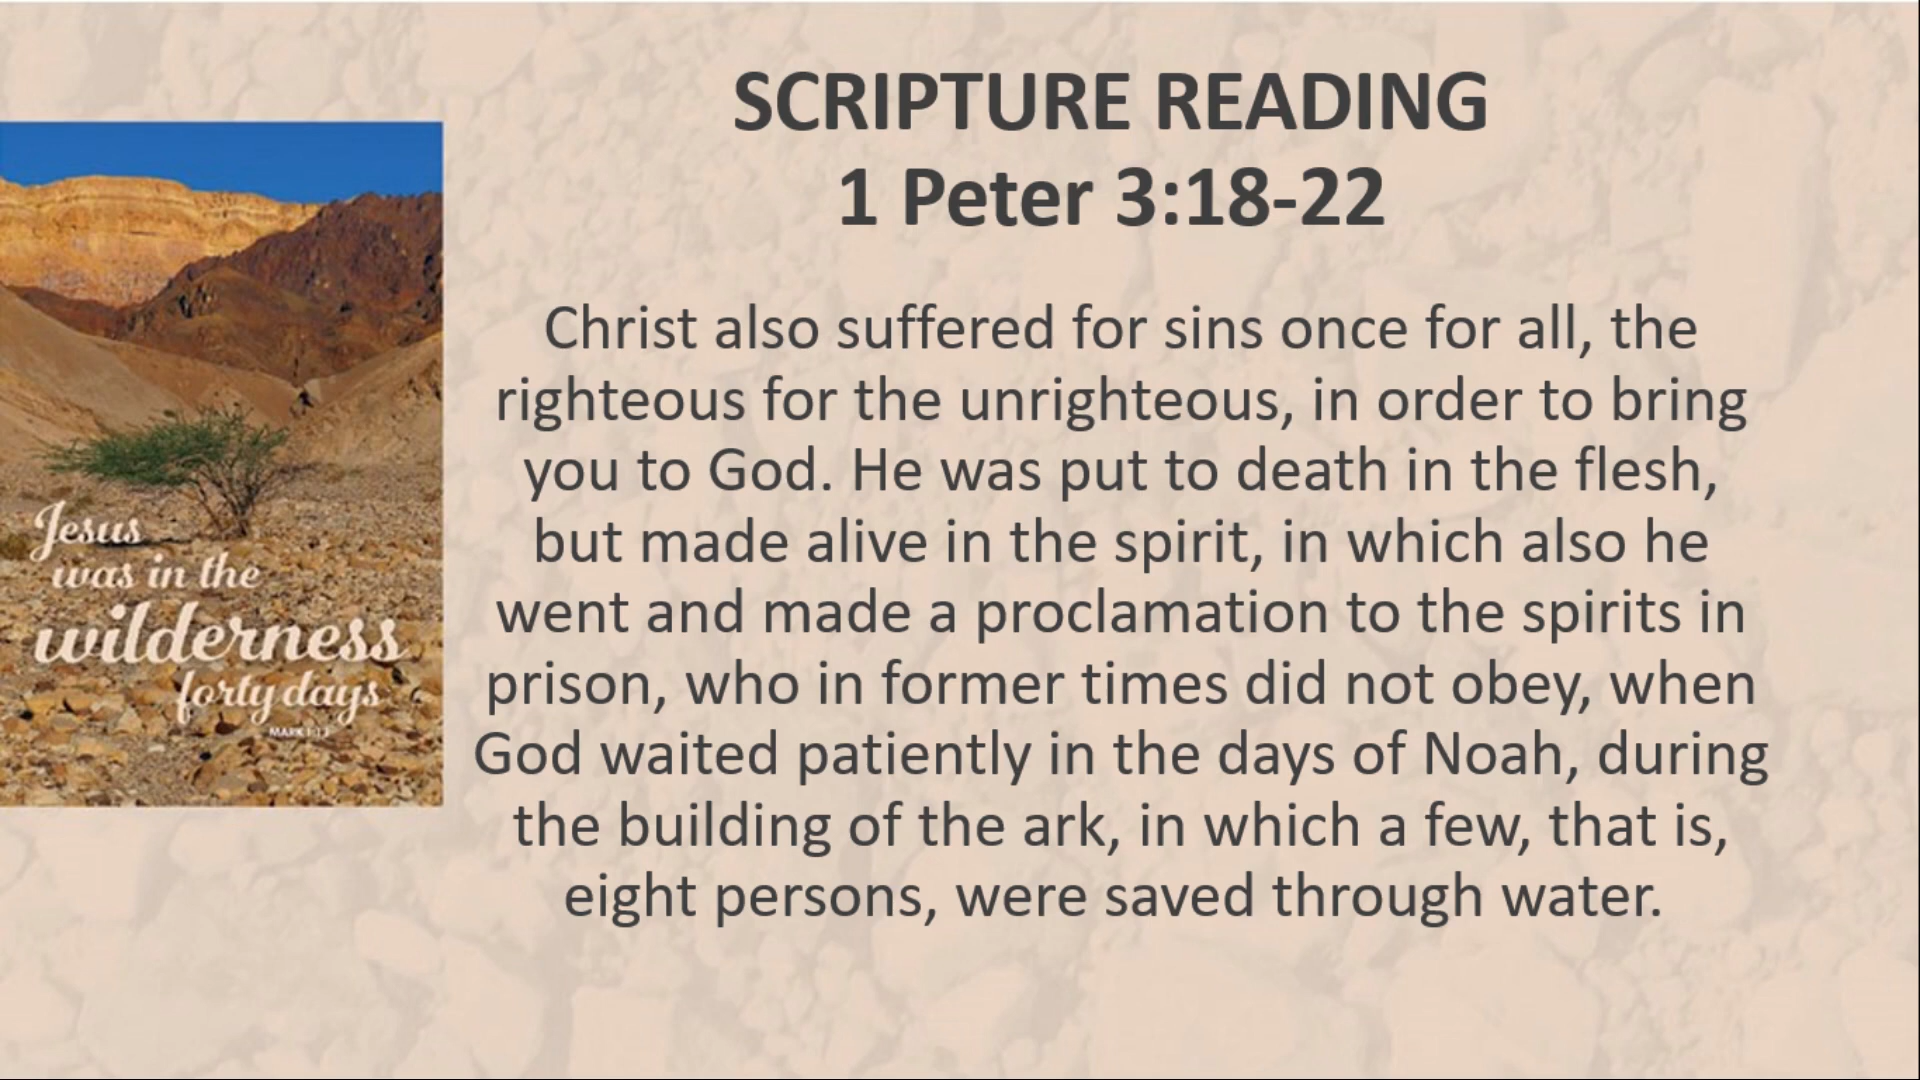 SCRIPTURE READING
1 Peter 3:18-22
Christ also suffered for sins once for all, the
righteous for the unrighteous, in order to bring
you to God. He was put to death in the flesh,
but made alive in the spirit, in which also he
went and made a proclamation to the spirits in
prison, who in former times did not obey, when
God waited patiently in the days of Noah, during
the building of the ark, in which a few, that is,
eight persons, were saved through water.
Jesus
was in the
wilderness
forty days
MARK